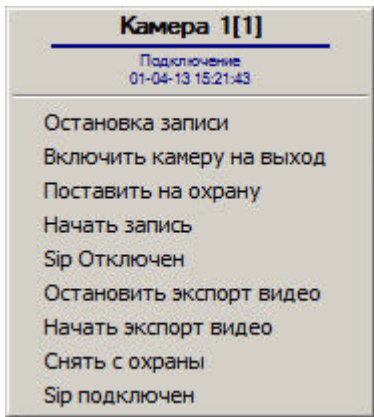 Камера 1[1]
Подключение
01-04-13 15:21:43
Остановка записи
Включить камеру на выход
Поставить на охрану
Начать запись
Sip Отключен
Остановить экспорт видео
Начать экспорт видео
Снять с охраны
Sip подключен